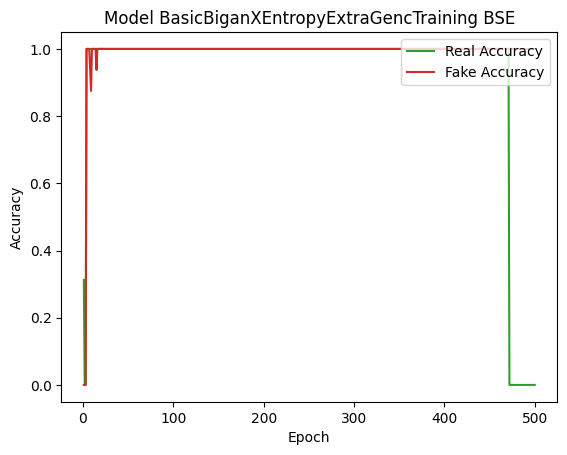 Model BasicBiganXEntropyExtraGencTraining BSE
Real Accuracy
Fake Accuracy
1.0
0.8
0.6
0.4
0.2
0.0
Accuracy
0 100 200 300 400 500
Epoch